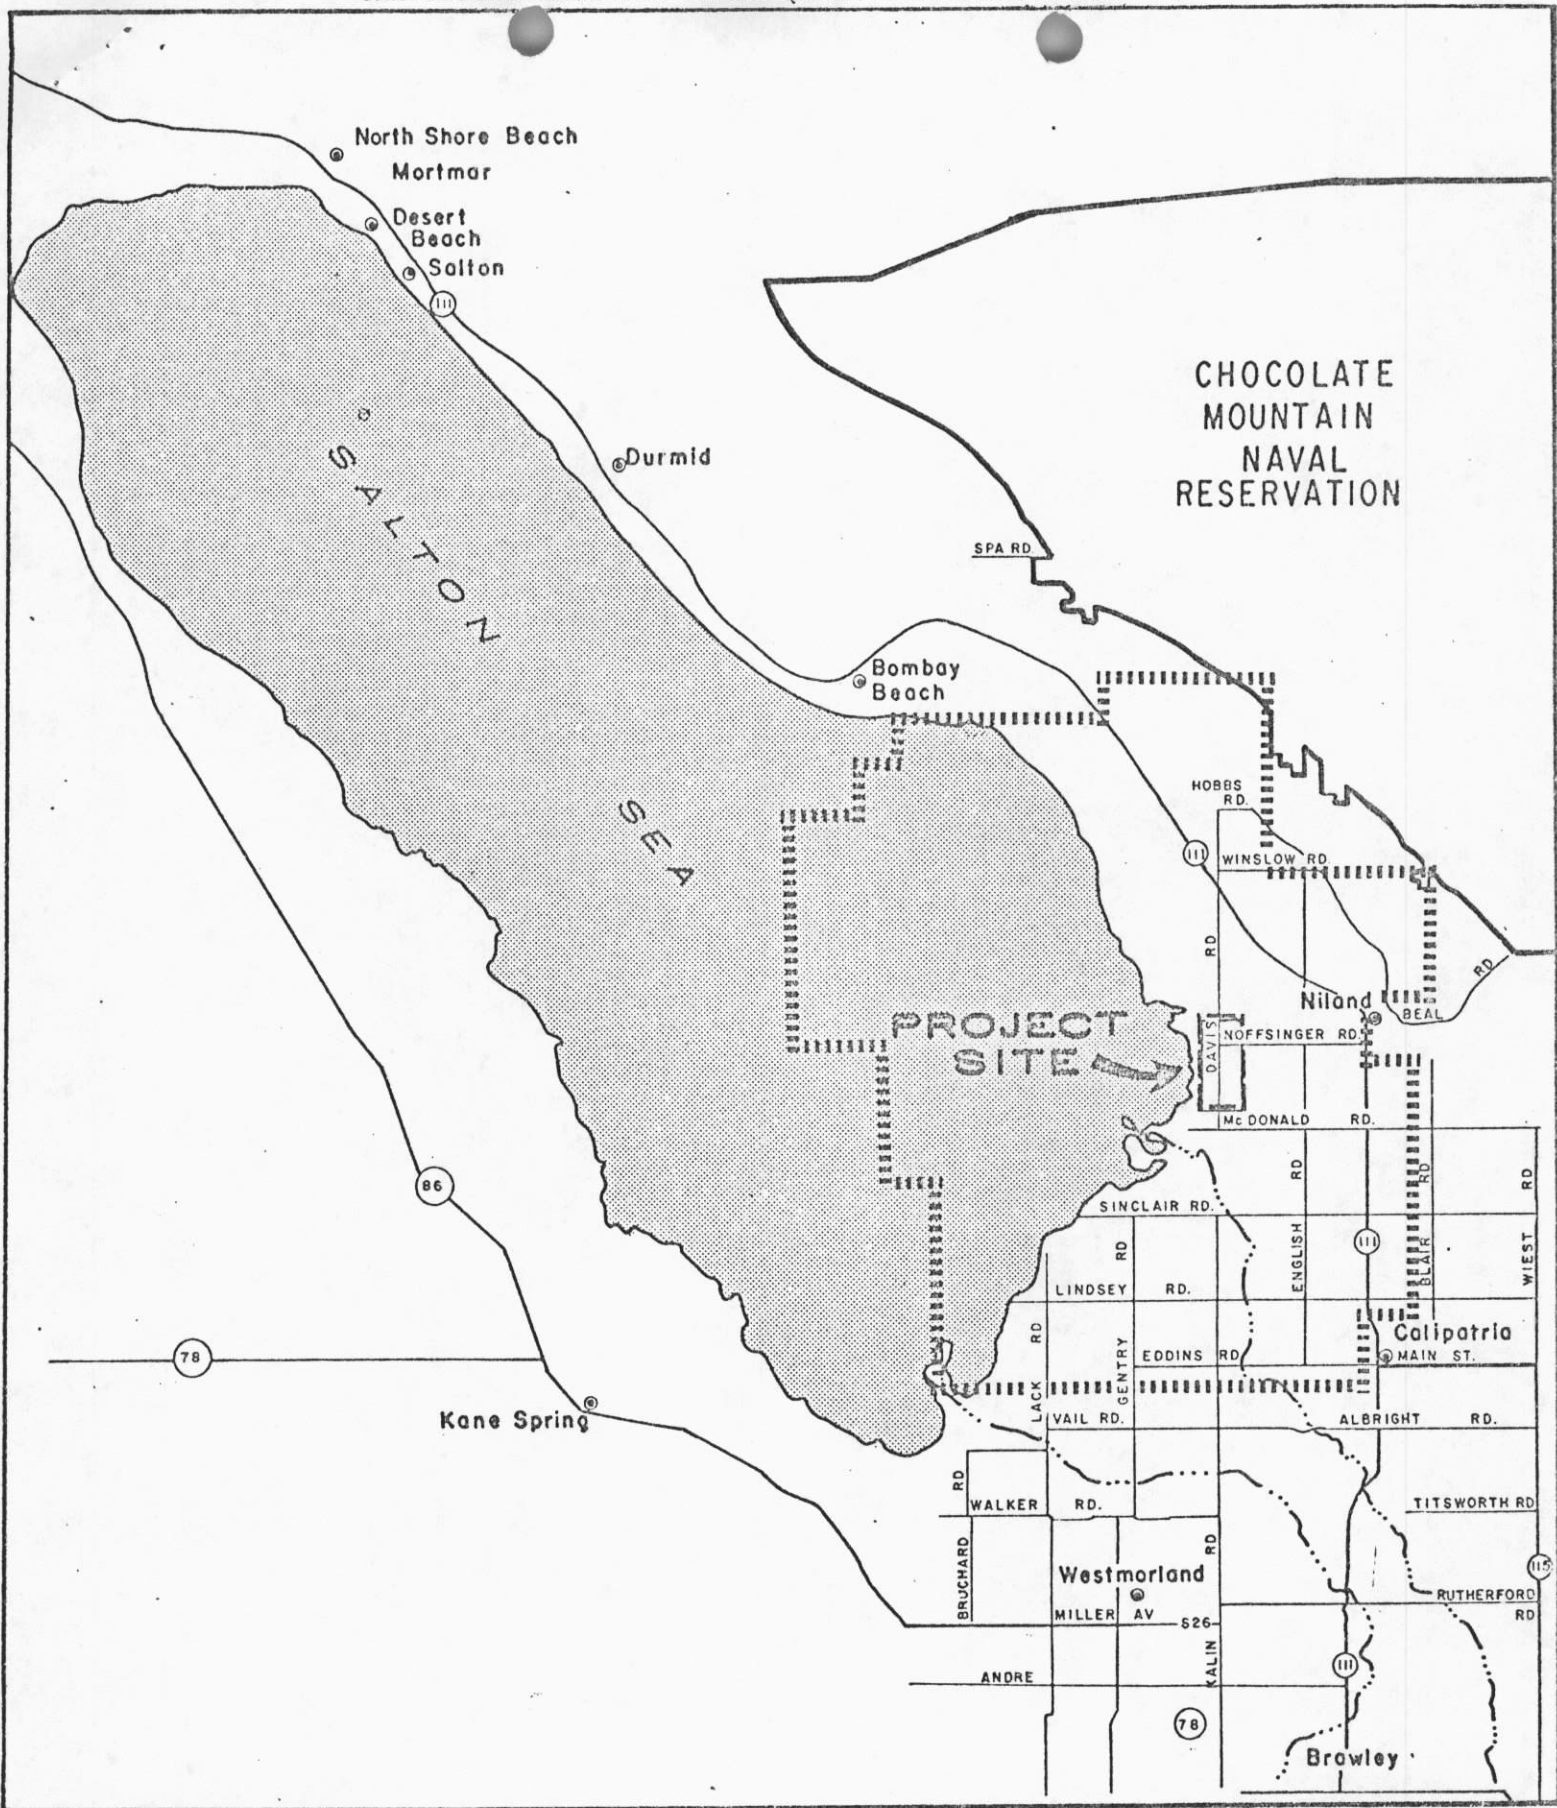 North Shore Beach
Mortmar
Desert
Beach
Salton
111
CHOCOLATE
MOUNTAIN
NAVAL
RESERVATION
SALTON
Durmid
SPA RD.
Bombay
Beach
SEA
HOBBS
RD.
111
WINSLOW RD.
RD
RD
Niland
BEAL
PROJECT
SITE
DAVIS
NOFFSINGER RD.
McDONALD RD.
86
SINCLAIR RD.
RD
RD
RD
RD
ENGLISH
111
BLAIR
WIEST
LINDSEY RD.
RD
Calipatria
78
EDDINS RD
MAIN ST.
GENTRY
LACK
Kane Spring
VAIL RD.
ALBRIGHT RD.
RD
WALKER RD.
TITSWORTH RD
BRUCHARD
RD
Westmorland
115
RUTHERFORD
RD
MILLER AV
S26
KALIN
111
ANDRE
78
Brawley